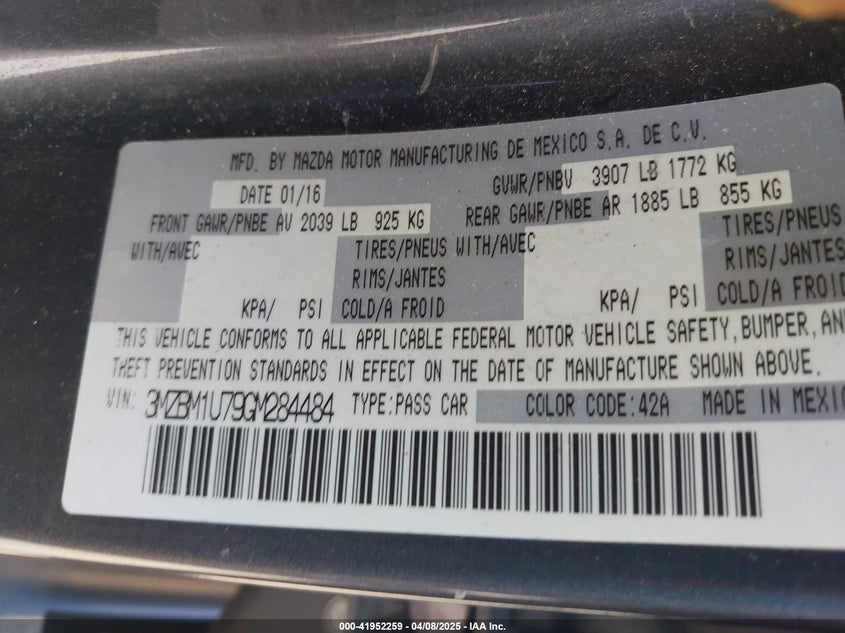 MFD. BY MAZDA MOTOR MANUFACTURING DE MEXICO S.A. DE C.V.
DATE 01/16 GVWR/PNBV 3907 LB 1772 KG
FRONT GAWR/PNBE AV 2039 LB 925 KG REAR GAWR/PNBE AR 1885 LB 855 KG
WITH/AVEC TIRES/PNEUS WITH/AVEC TIRES/PNEUS
RIMS/JANTES RIMS/JANTES
KPA/ PSI COLD/A FROID KPA/ PSI COLD/A FROID
THIS VEHICLE CONFORMS TO ALL APPLICABLE FEDERAL MOTOR VEHICLE SAFETY, BUMPER, AN
THEFT PREVENTION STANDARDS IN EFFECT ON THE DATE OF MANUFACTURE SHOWN ABOVE.
VIN: 3MZBM1U79GM284484 TYPE:PASS CAR COLOR CODE:42A MADE IN MEXIC
000-41952259 - 04/08/2025 - IAA Inc.